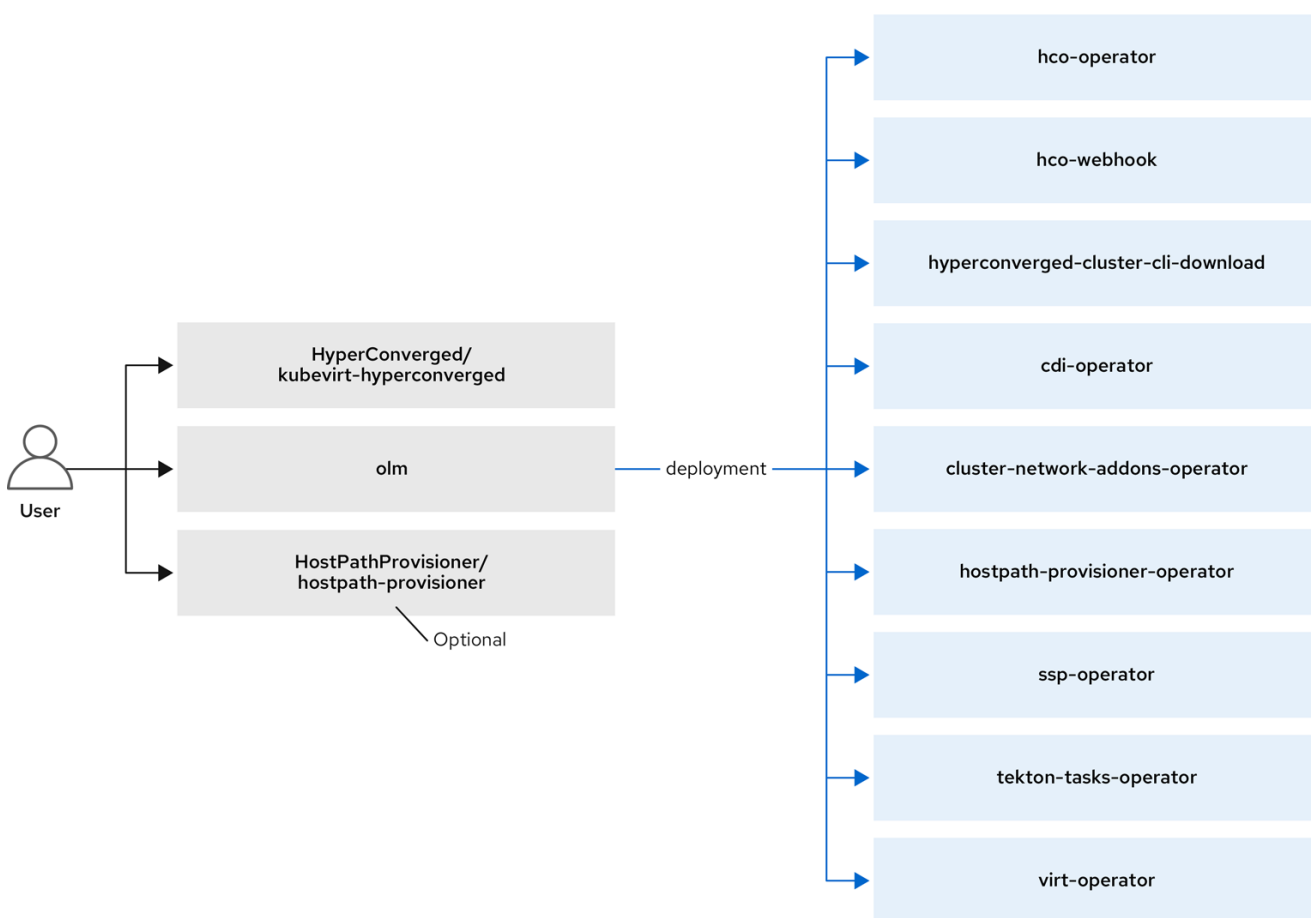 User
HyperConverged/
kubevirt-hyperconverged
olm
HostPathProvisioner/
hostpath-provisioner
Optional
deployment
hco-operator
hco-webhook
hyperconverged-cluster-cli-download
cdi-operator
cluster-network-addons-operator
hostpath-provisioner-operator
ssp-operator
tekton-tasks-operator
virt-operator